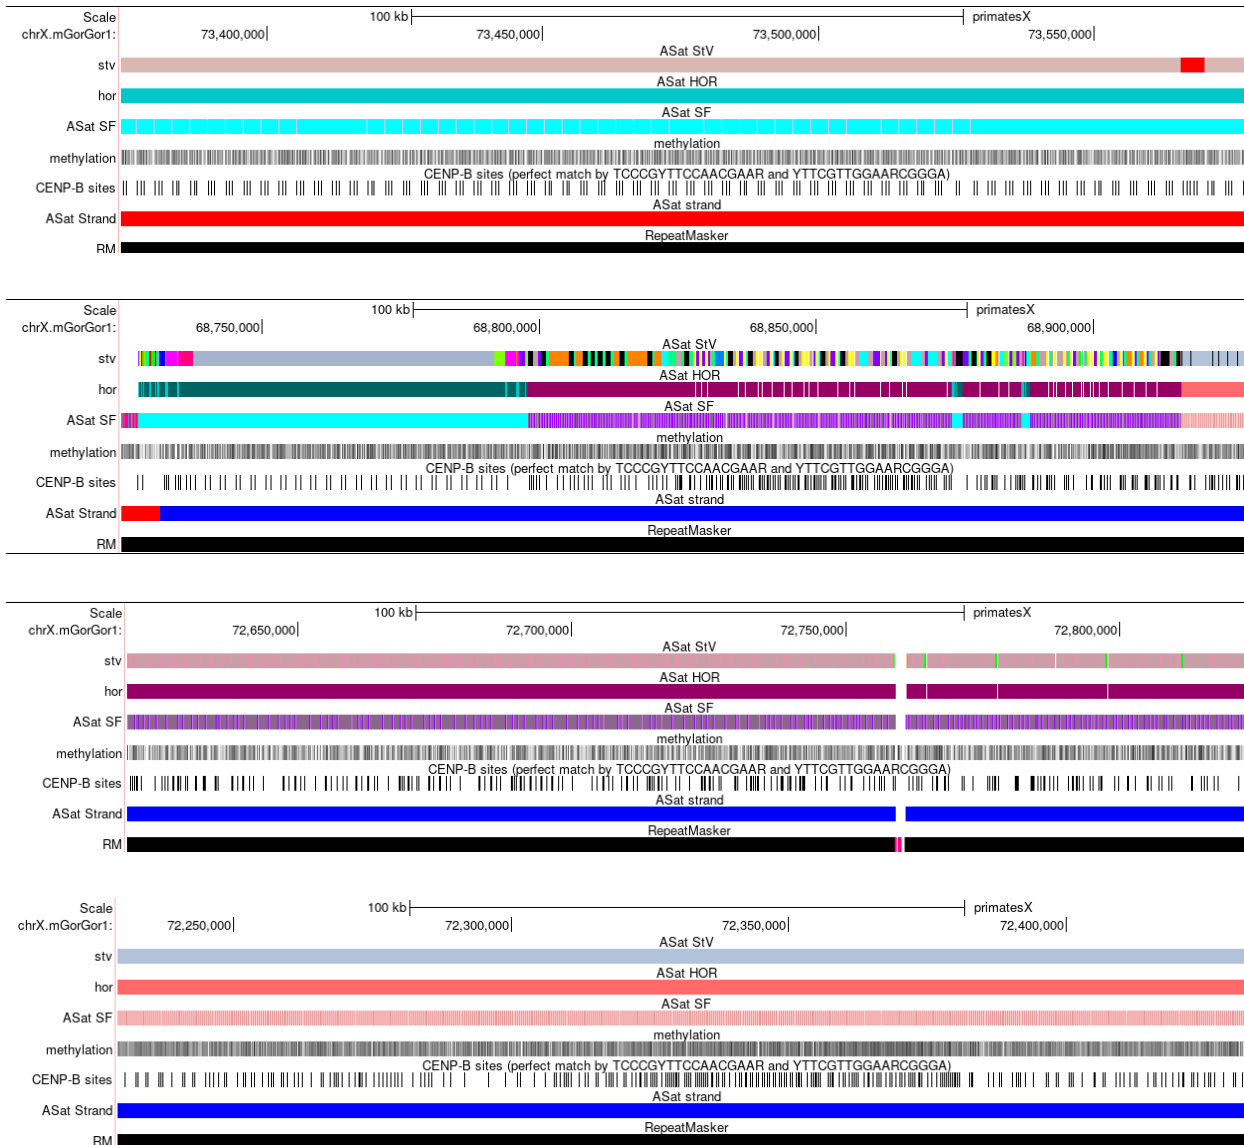 Scale 100 kb primatesX
chrX.mGorGor1: 73,400,000 73,450,000 73,500,000 73,550,000
ASat StV
stv
ASat HOR
hor
ASat SF
ASat SF
methylation
methylation
CENP-B sites (perfect match by TCCCGYTTCCAACGAAR and YTTCGTTGGAARCGGGA)
CENP-B sites
ASat strand
ASat Strand
RepeatMasker
RM
Scale 100 kb primatesX
chrX.mGorGor1: 68,750,000 68,800,000 68,850,000 68,900,000
ASat StV
stv
ASat HOR
hor
ASat SF
ASat SF
methylation
methylation
CENP-B sites (perfect match by TCCCGYTTCCAACGAAR and YTTCGTTGGAARCGGGA)
CENP-B sites
ASat strand
ASat Strand
RepeatMasker
RM
Scale 100 kb primatesX
chrX.mGorGor1: 72,650,000 72,700,000 72,750,000 72,800,000
ASat StV
stv
ASat HOR
hor
ASat SF
ASat SF
methylation
methylation
CENP-B sites (perfect match by TCCCGYTTCCAACGAAR and YTTCGTTGGAARCGGGA)
CENP-B sites
ASat strand
ASat Strand
RepeatMasker
RM
Scale 100 kb primatesX
chrX.mGorGor1: 72,250,000 72,300,000 72,350,000 72,400,000
ASat StV
stv
ASat HOR
hor
ASat SF
ASat SF
methylation
methylation
CENP-B sites (perfect match by TCCCGYTTCCAACGAAR and YTTCGTTGGAARCGGGA)
CENP-B sites
ASat strand
ASat Strand
RepeatMasker
RM